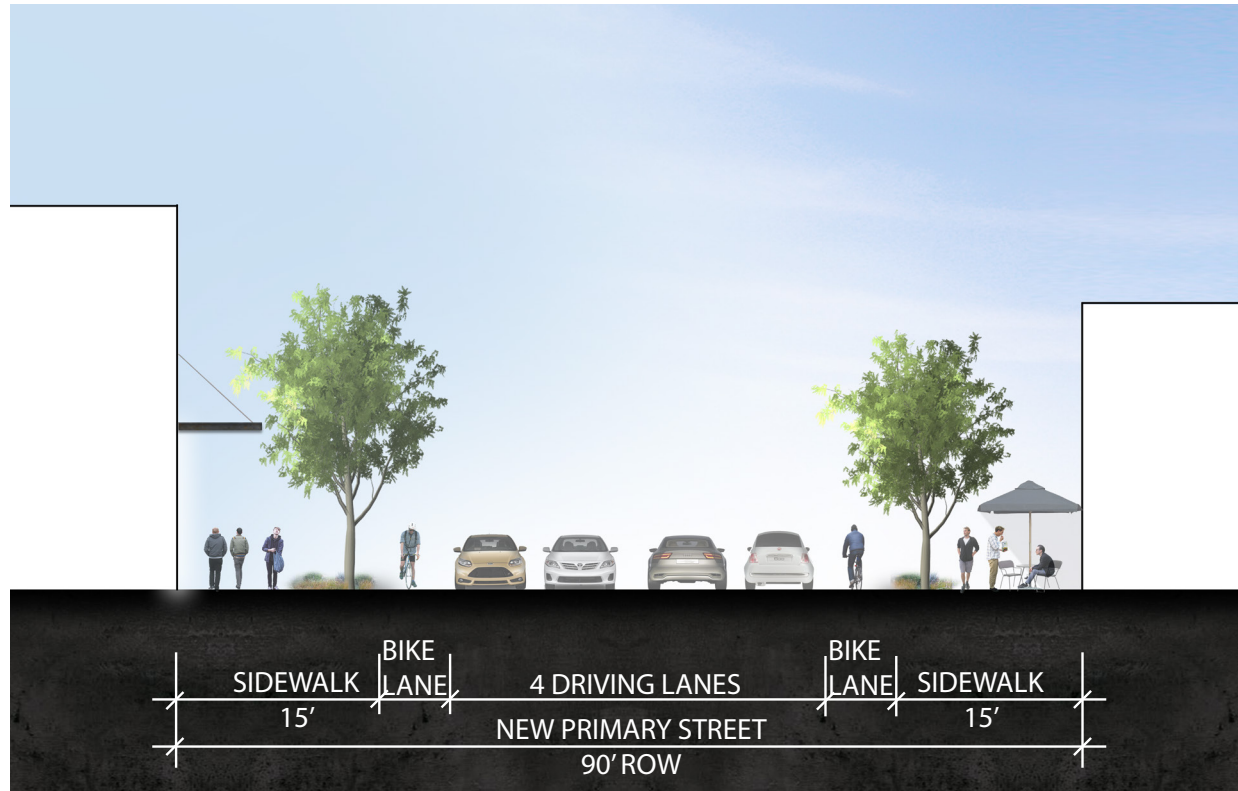 SIDEWALK
15’
BIKE
LANE
4 DRIVING LANES
BIKE
LANE
SIDEWALK
15’
NEW PRIMARY STREET
90’ ROW